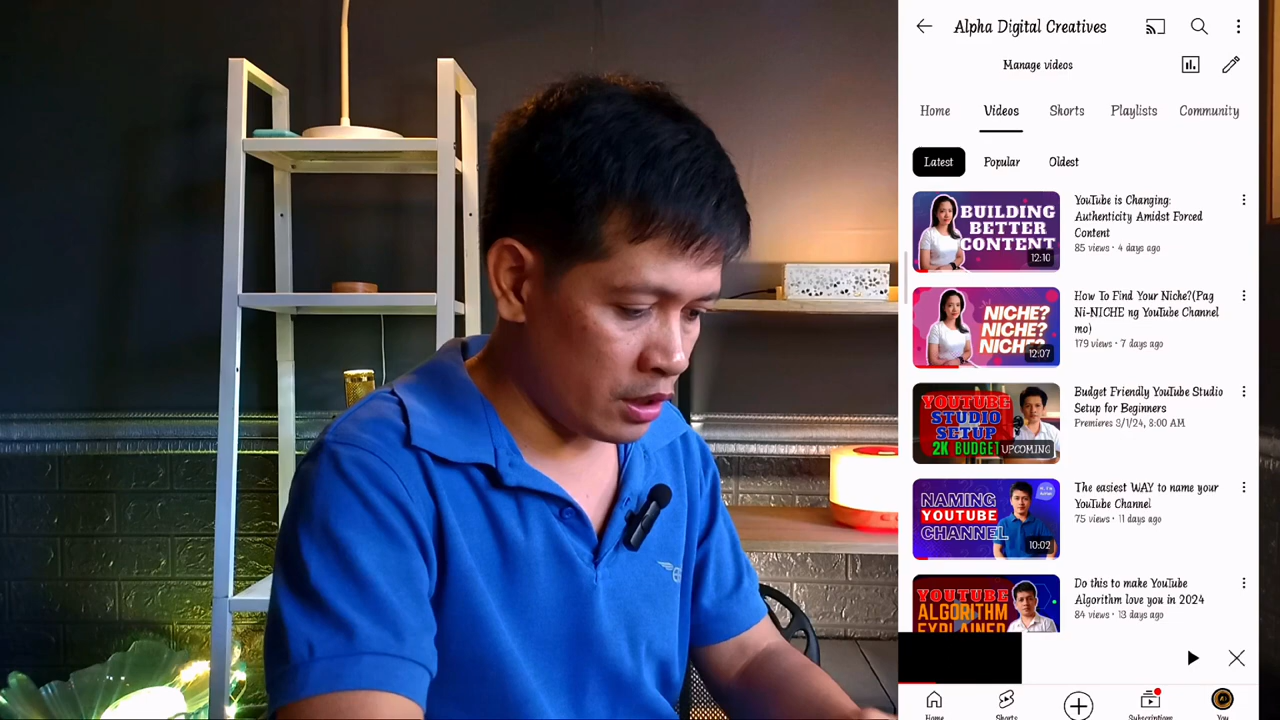 Alpha Digital Creatives
Manage videos
Home
Videos
Shorts
Playlists
Community
Latest
Popular
Oldest
BUILDING
BETTER
CONTENT
12:10
YouTube is Changing:
Authenticity Amidst Forced
Content
85 views · 4 days ago
NICHE?
NICHE?
NICHE?
12:07
How To Find Your Niche?(Pag
Ni-NICHE ng YouTube Channel
mo)
179 views · 7 days ago
YOUTUBE
STUDIO
SETUP
2K BUDGET
UPCOMING
Budget Friendly YouTube Studio
Setup for Beginners
Premieres 3/1/24, 8:00 AM
NAMING
YOUTUBE
CHANNEL
10:02
The easiest WAY to name your
YouTube Channel
75 views · 11 days ago
YOUTUBE
ALGORITHM
EXPLAINED
Do this to make YouTube
Algorithm love you in 2024
84 views · 13 days ago
Home
Shorts
Subscriptions
You